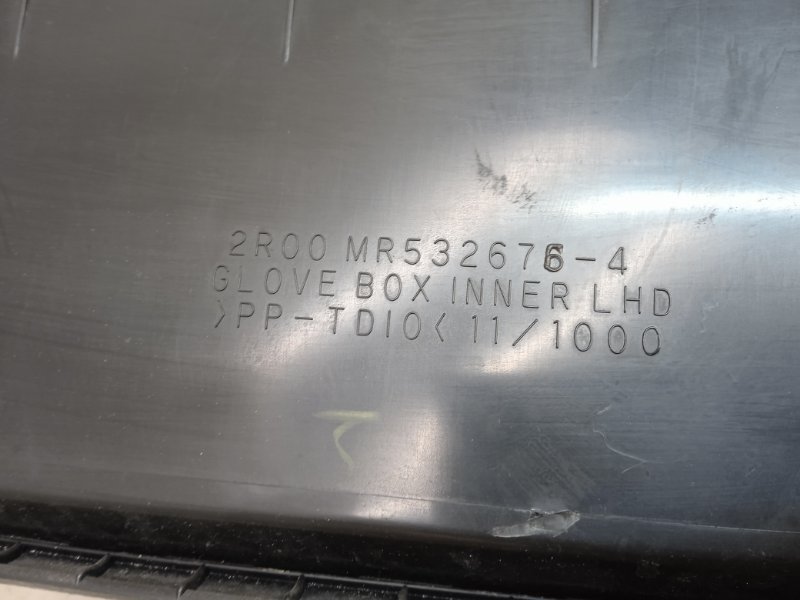 2R00 MR532676-4
GLOVE BOX INNER LHD
>PP-TD10< 11/1000